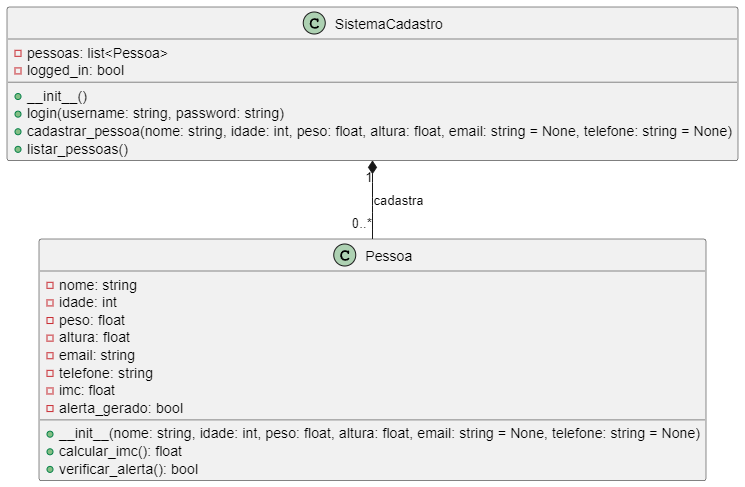 C SistemaCadastro
pessoas: list<Pessoa>
logged_in: bool
__init__()
login(username: string, password: string)
cadastrar_pessoa(nome: string, idade: int, peso: float, altura: float, email: string = None, telefone: string = None)
listar_pessoas()
1
cadastra
0..*
C Pessoa
nome: string
idade: int
peso: float
altura: float
email: string
telefone: string
imc: float
alerta_gerado: bool
__init__(nome: string, idade: int, peso: float, altura: float, email: string = None, telefone: string = None)
calcular_imc(): float
verificar_alerta(): bool